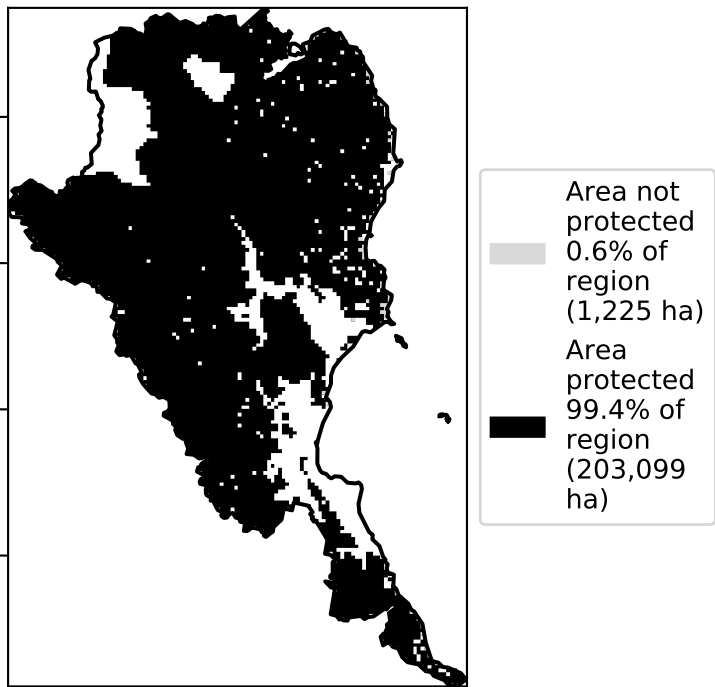 Area not
protected
0.6% of
region
(1,225 ha)
Area
protected
99.4% of
region
(203,099
ha)